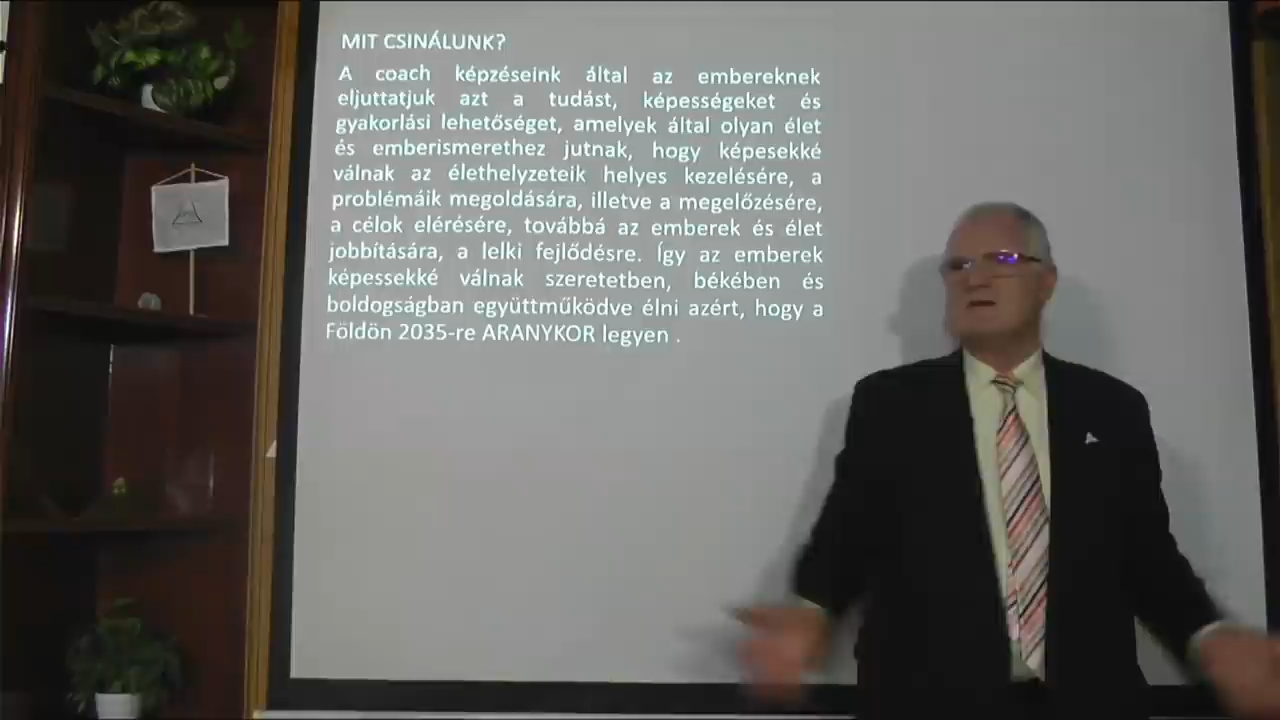 MIT CSINÁLUNK?
A coach képzéseink által az embereknek
eljuttatjuk azt a tudást, képességeket és
gyakorlási lehetőséget, amelyek által olyan élet
és emberismerethez jutnak, hogy képesekké
válnak az élethelyzeteik helyes kezelésére, a
problémáik megoldására, illetve a megelőzésére,
a célok elérésére, továbbá az emberek és élet
jobbítására, a lelki fejlődésre. Így az emberek
képessekké válnak szeretetben, békében és
boldogságban együttműködve élni azért, hogy a
Földön 2035-re ARANYKOR legyen .